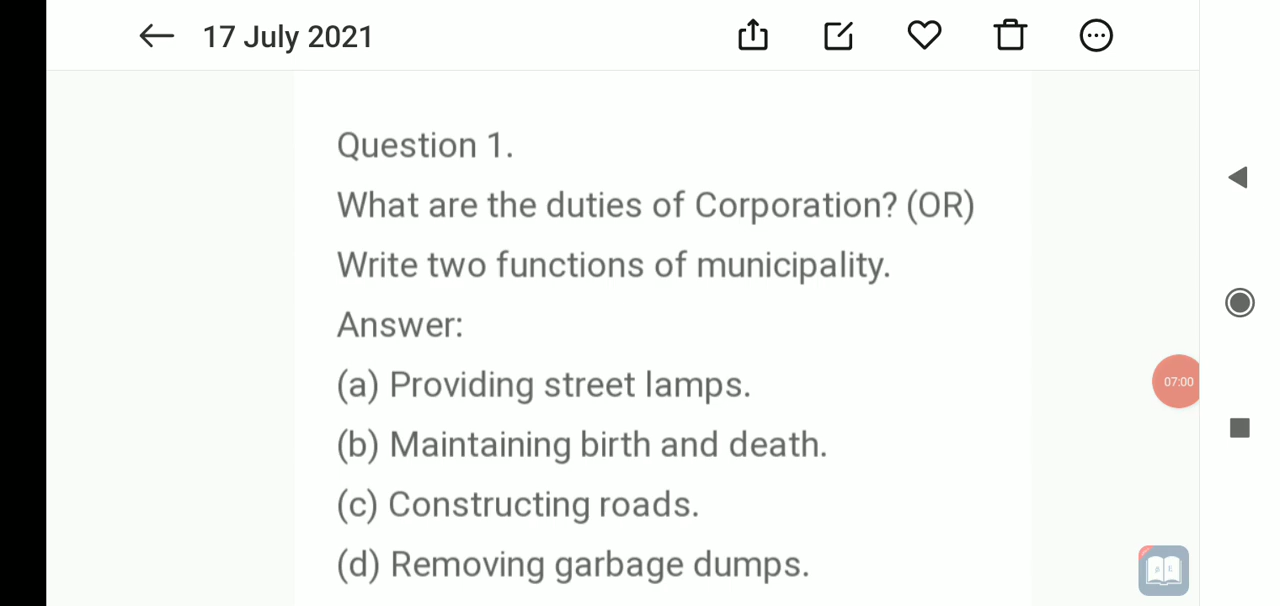 17 July 2021
Question 1.
What are the duties of Corporation? (OR)
Write two functions of municipality.
Answer:
(a) Providing street lamps.
(b) Maintaining birth and death.
(c) Constructing roads.
(d) Removing garbage dumps.
07:00